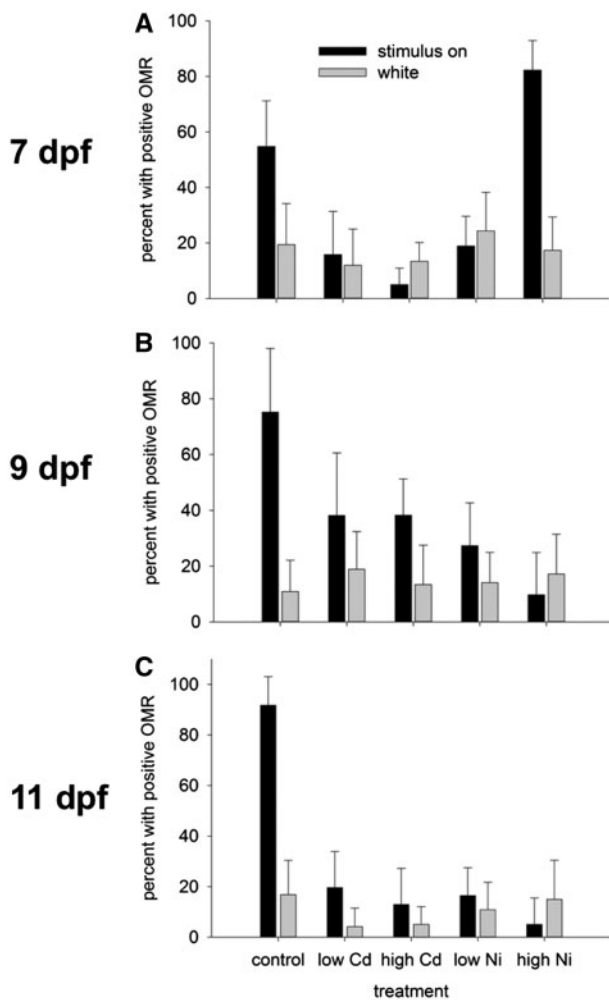 A
100
80
60
40
20
0
percent with positive OMR
stimulus on
white
7 dpf
B
100
80
60
40
20
0
percent with positive OMR
9 dpf
C
100
80
60
40
20
0
percent with positive OMR
11 dpf
control low Cd high Cd low Ni high Ni
treatment